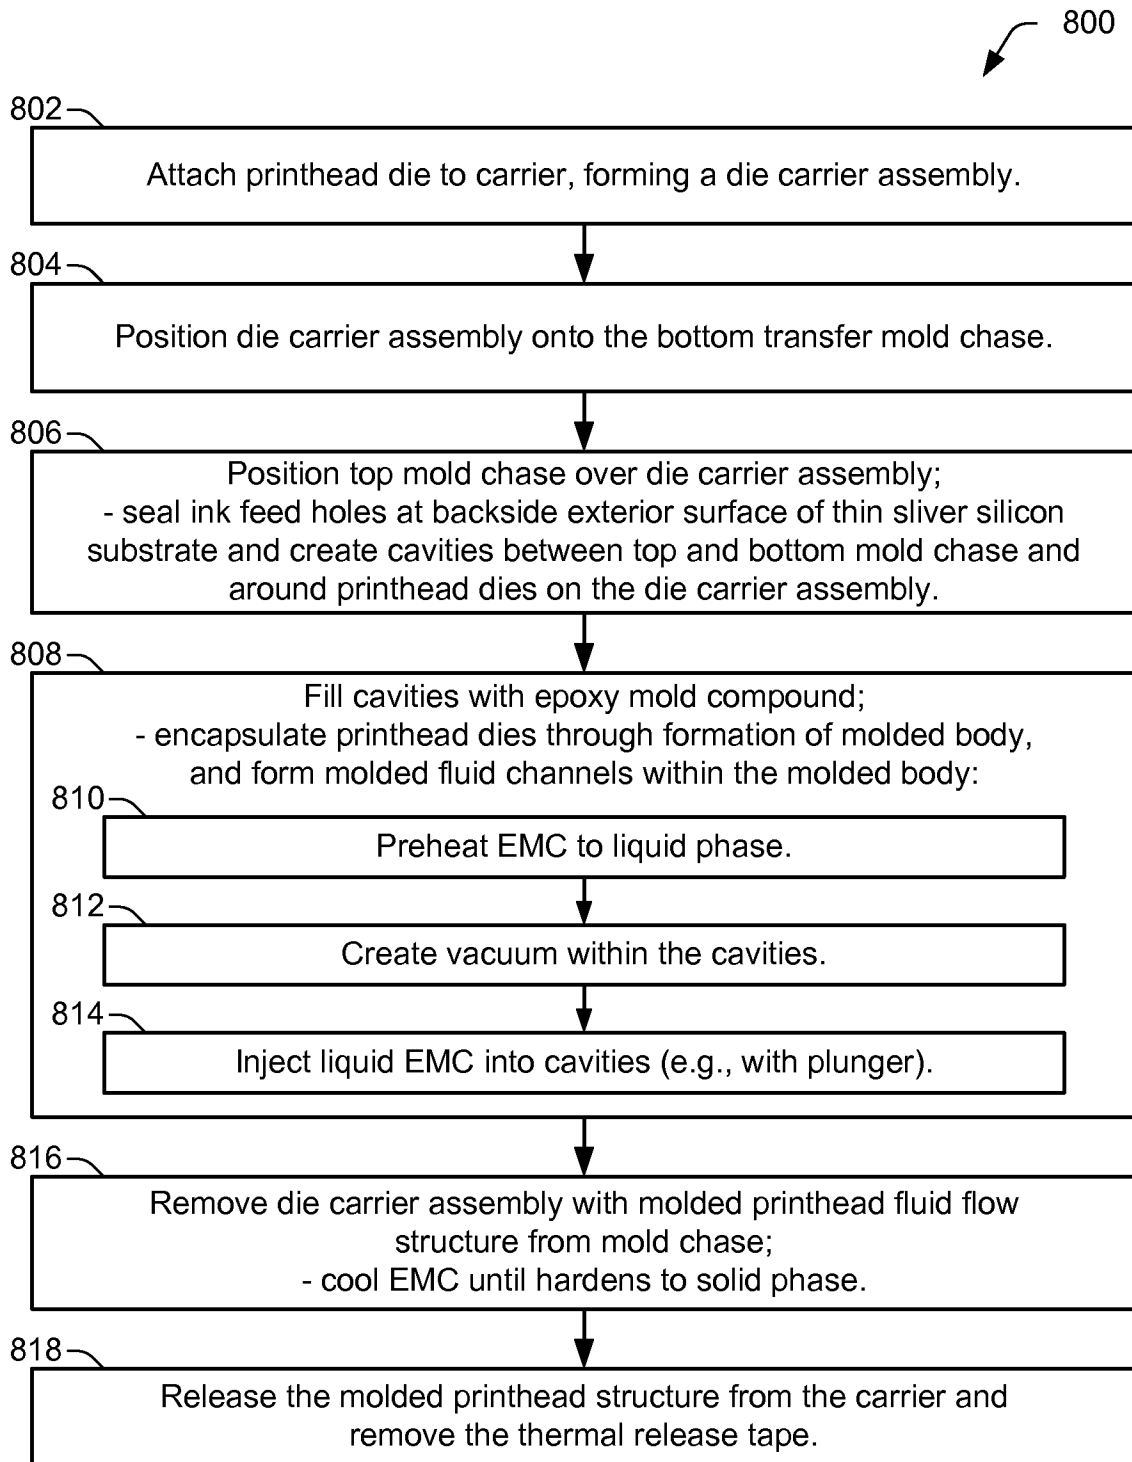 800
802
Attach printhead die to carrier, forming a die carrier assembly.
804
Position die carrier assembly onto the bottom transfer mold chase.
806
Position top mold chase over die carrier assembly;
- seal ink feed holes at backside exterior surface of thin sliver silicon
substrate and create cavities between top and bottom mold chase and
around printhead dies on the die carrier assembly.
808
Fill cavities with epoxy mold compound;
- encapsulate printhead dies through formation of molded body,
and form molded fluid channels within the molded body:
810
Preheat EMC to liquid phase.
812
Create vacuum within the cavities.
814
Inject liquid EMC into cavities (e.g., with plunger).
816
Remove die carrier assembly with molded printhead fluid flow
structure from mold chase;
- cool EMC until hardens to solid phase.
818
Release the molded printhead structure from the carrier and
remove the thermal release tape.